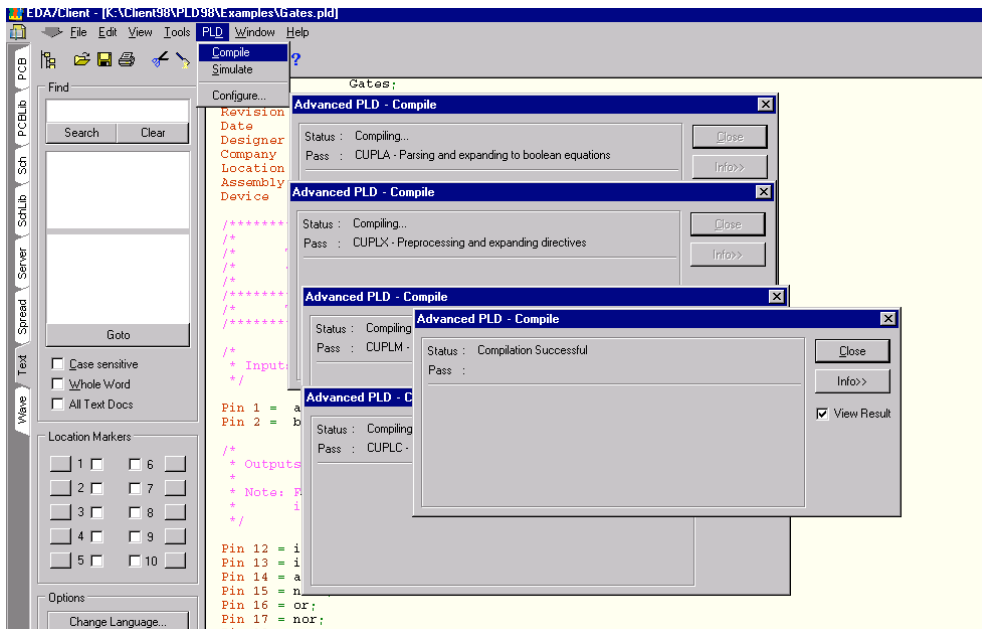 EDA/Client - [K:\Client98\PLD98\Examples\Gates.pld]
File Edit View Tools PLD Window Help
Compile
Simulate
Configure...
?
PCB
PCBLib
Sch
SchLib
Server
Spread
Text
Wave
Find
Search Clear
Goto
Case sensitive
Whole Word
All Text Docs
Location Markers
1 6
2 7
3 8
4 9
5 10
Options
Change Language...
Gates;
Revision
Date
Designer
Company
Location
Assembly
Device
/********
/*
/*
/*
/*
/********
/*
/********
/*
* Input
*/
Pin 1 = a
Pin 2 = b
/*
* Outputs
*
* Note:
* i
*/
Pin 12 = i
Pin 13 = i
Pin 14 = a
Pin 15 = n
Pin 16 = or;
Pin 17 = nor;
Advanced PLD - Compile
Status : Compiling...
Pass : CUPLA - Parsing and expanding to boolean equations
Close
Info>>
Advanced PLD - Compile
Status : Compiling...
Pass : CUPLX - Preprocessing and expanding directives
Close
Info>>
Advanced PLD - Compile
Status : Compiling
Pass : CUPLM -
Advanced PLD - C
Status : Compiling
Pass : CUPLC -
Advanced PLD - Compile
Status : Compilation Successful
Pass :
Close
Info>>
View Result